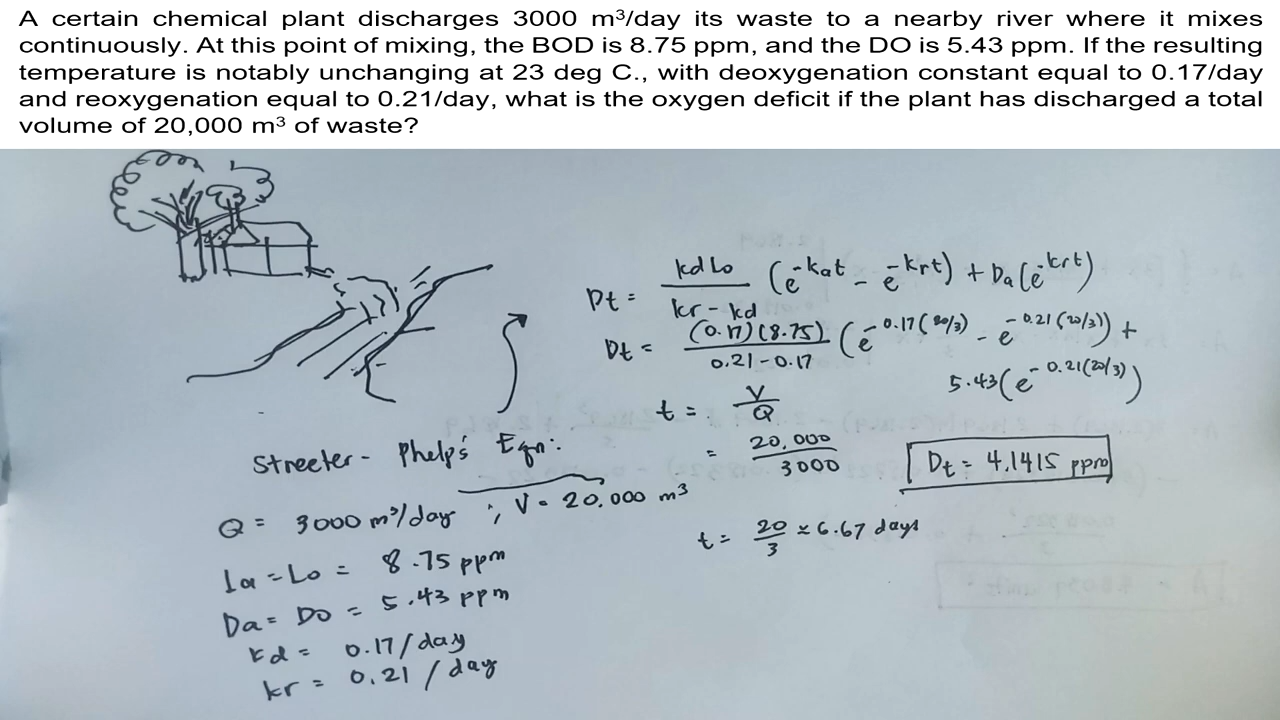 A certain chemical plant discharges 3000 m³/day its waste to a nearby river where it mixes
continuously. At this point of mixing, the BOD is 8.75 ppm, and the DO is 5.43 ppm. If the resulting
temperature is notably unchanging at 23 deg C., with deoxygenation constant equal to 0.17/day
and reoxygenation equal to 0.21/day, what is the oxygen deficit if the plant has discharged a total
volume of 20,000 m³ of waste?
Streeter - Phelp's Eqn:
Q = 3000 m³/day ; V = 20,000 m³
La = Lo = 8.75 ppm
Da = DO = 5.43 ppm
kd = 0.17/day
kr = 0.21 / day
Dt = kd Lo / kr - kd (e^-kdt - e^-krt) + Da (e^-krt)
Dt = (0.17)(8.75) / 0.21 - 0.17 (e^-0.17(20/3) - e^-0.21(20/3)) +
5.43 (e^-0.21(20/3))
t = V / Q
= 20,000 / 3000
Dt = 4.1415 ppm
t = 20/3 ≈ 6.67 days